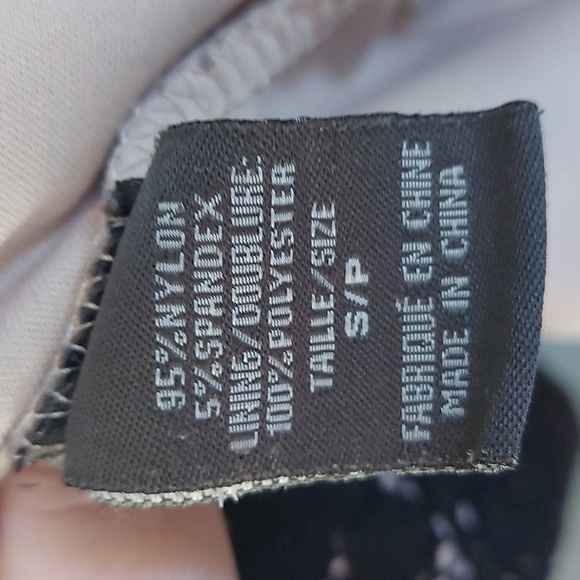 95%NYLON
5%SPANDEX
LINING/DOUBLURE:
100%POLYESTER
TAILLE/SIZE
S/P
FABRIQUÉ EN CHINE
MADE IN CHINA